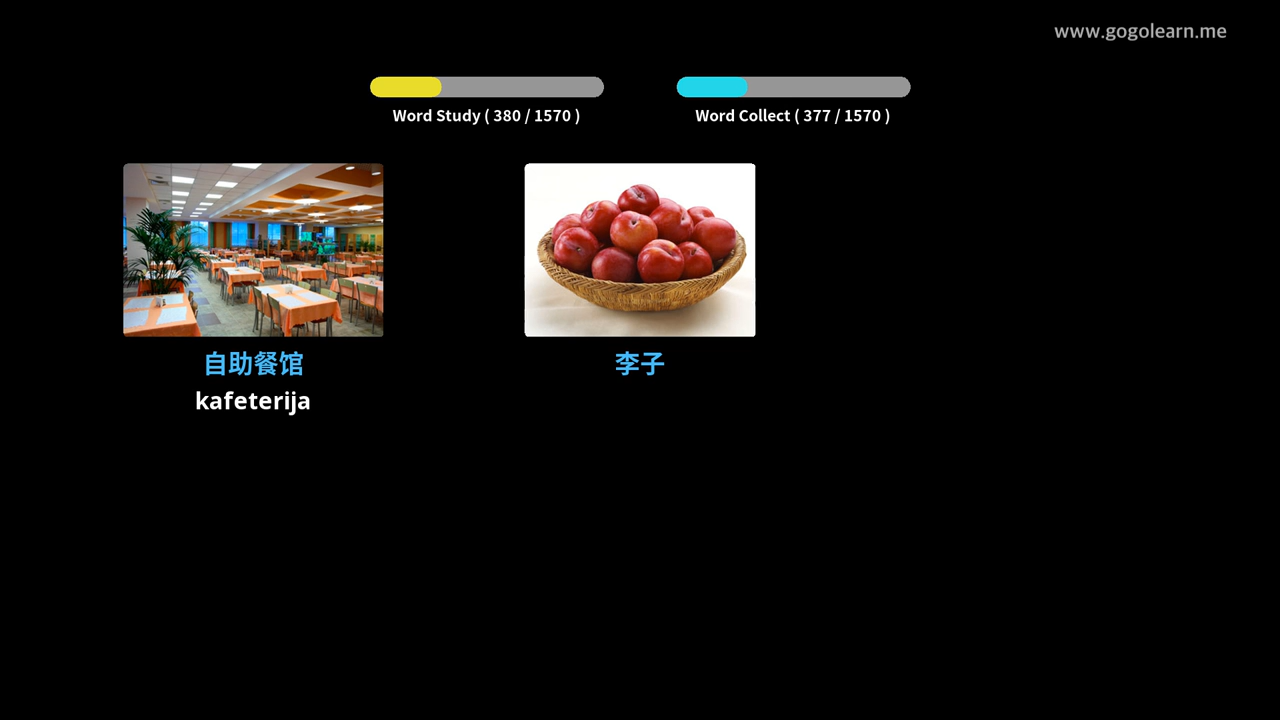 www.gogolearn.me
Word Study ( 380 / 1570 )
Word Collect ( 377 / 1570 )
自助餐馆
李子
kafeterija